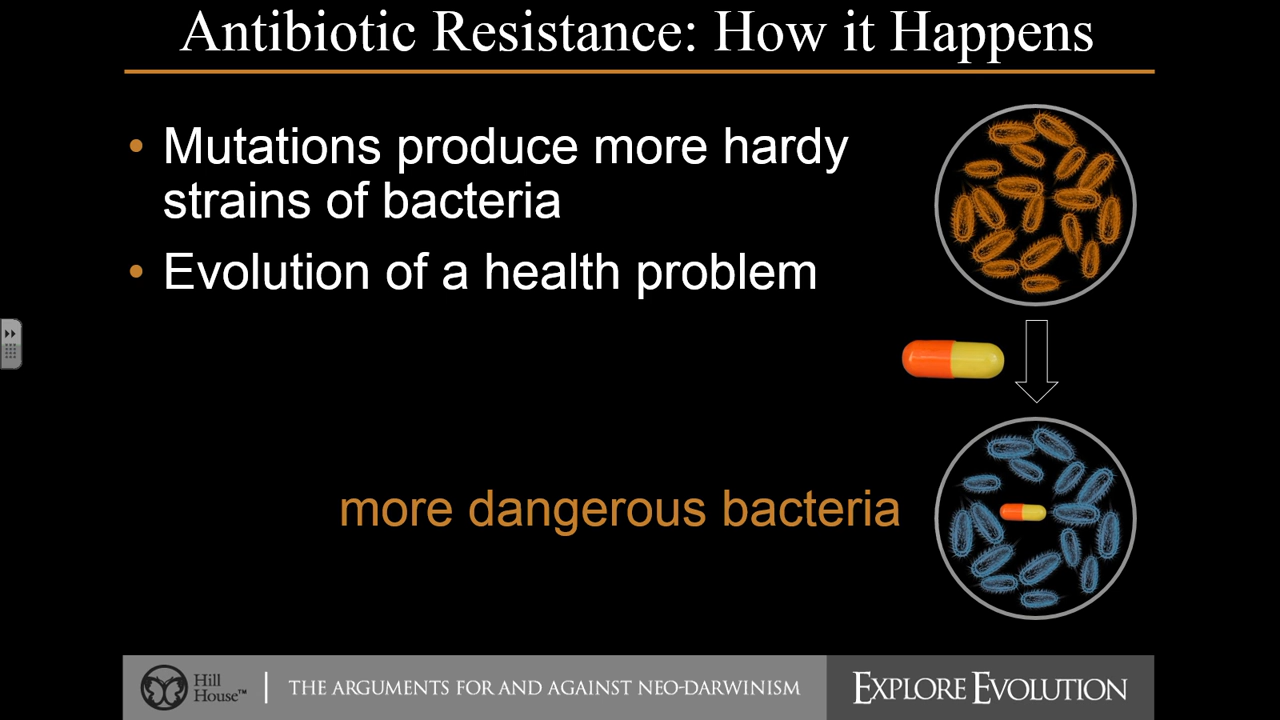 Antibiotic Resistance: How it Happens
• Mutations produce more hardy
strains of bacteria
• Evolution of a health problem
more dangerous bacteria
Hill
House™
THE ARGUMENTS FOR AND AGAINST NEO-DARWINISM
EXPLORE EVOLUTION